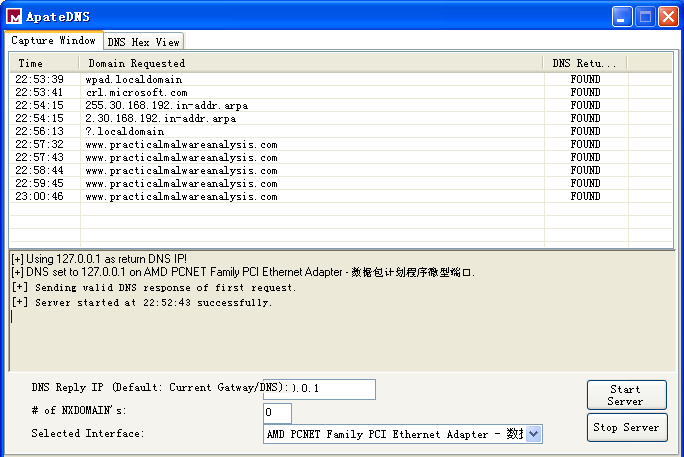 ApateDNS
Capture Window DNS Hex View
Time Domain Requested DNS Retu...
22:53:39 wpad.localdomain FOUND
22:53:41 crl.microsoft.com FOUND
22:54:15 255.30.168.192.in-addr.arpa FOUND
22:54:15 2.30.168.192.in-addr.arpa FOUND
22:56:13 ?.localdomain FOUND
22:57:32 www.practicalmalwareanalysis.com FOUND
22:57:43 www.practicalmalwareanalysis.com FOUND
22:58:44 www.practicalmalwareanalysis.com FOUND
22:59:45 www.practicalmalwareanalysis.com FOUND
23:00:46 www.practicalmalwareanalysis.com FOUND
[+] Using 127.0.0.1 as return DNS IP!
[+] DNS set to 127.0.0.1 on AMD PCNET Family PCI Ethernet Adapter - 数据包计划程序微型端口.
[+] Sending valid DNS response of first request.
[+] Server started at 22:52:43 successfully.
DNS Reply IP (Default: Current Gatway/DNS): ).0.1
# of NXDOMAIN's: 0
Selected Interface: AMD PCNET Family PCI Ethernet Adapter - 数
Start Server
Stop Server